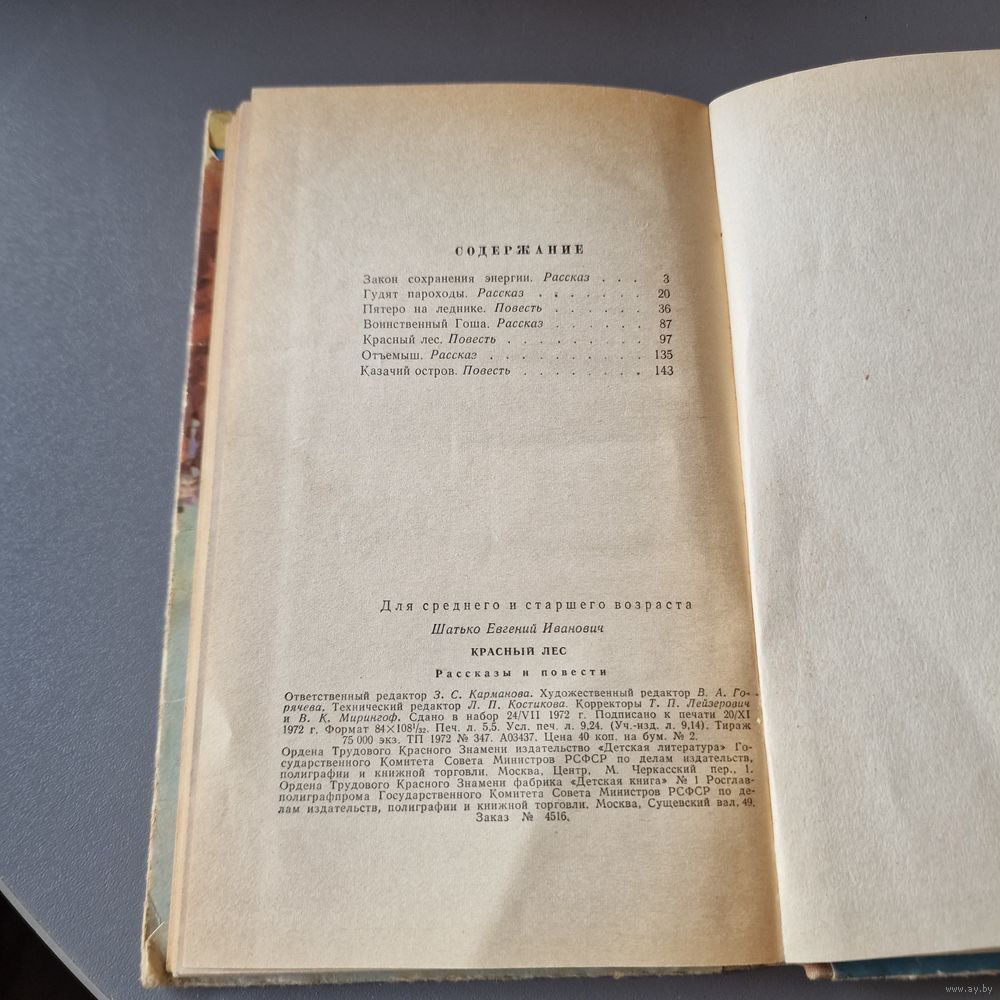 СОДЕРЖАНИЕ
Закон сохранения энергии. Рассказ . . . 3
Гудят пароходы. Рассказ . . . . . . . 20
Пятеро на леднике. Повесть . . . . . . 36
Воинственный Гоша. Рассказ . . . . . . 87
Красный лес. Повесть . . . . . . . . . 97
Отъемыш. Рассказ . . . . . . . . . . 135
Казачий остров. Повесть . . . . . . . . 143
Для среднего и старшего возраста
Шатько Евгений Иванович
КРАСНЫЙ ЛЕС
Рассказы и повести
Ответственный редактор З. С. Карманова. Художественный редактор В. А. Го-
рячева. Технический редактор Л. П. Костикова. Корректоры Т. П. Лейзерович
и В. К. Мирингоф. Сдано в набор 24/VII 1972 г. Подписано к печати 20/XI
1972 г. Формат 84×108¹/₃₂. Печ. л. 5,5. Усл. печ. л. 9,24. (Уч.-изд. л. 9,14). Тираж
75 000 экз. ТП 1972 № 347. А03437. Цена 40 коп. на бум. № 2.
Ордена Трудового Красного Знамени издательство «Детская литература» Го-
сударственного Комитета Совета Министров РСФСР по делам издательств,
полиграфии и книжной торговли. Москва, Центр, М. Черкасский пер., 1.
Ордена Трудового Красного Знамени фабрика «Детская книга» № 1 Росглав-
полиграфпрома Государственного Комитета Совета Министров РСФСР по де-
лам издательств, полиграфии и книжной торговли. Москва, Сущевский вал, 49.
Заказ № 4516.
www.ay.by